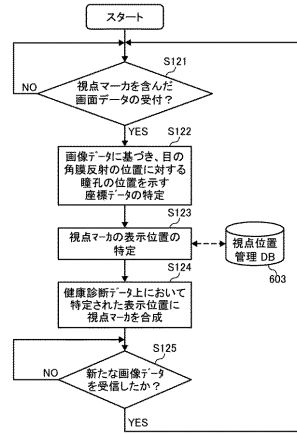 スタート
S121
視点マーカを含んだ
画面データの受付？
NO
YES
S122
画像データに基づき、目の
角膜反射の位置に対する
瞳孔の位置を示す
座標データの特定
S123
視点マーカの表示位置の
特定
視点位置
管理DB
603
S124
健康診断データ上において
特定された表示位置に
視点マーカを合成
S125
新たな画像データ
を受信したか？
NO
YES